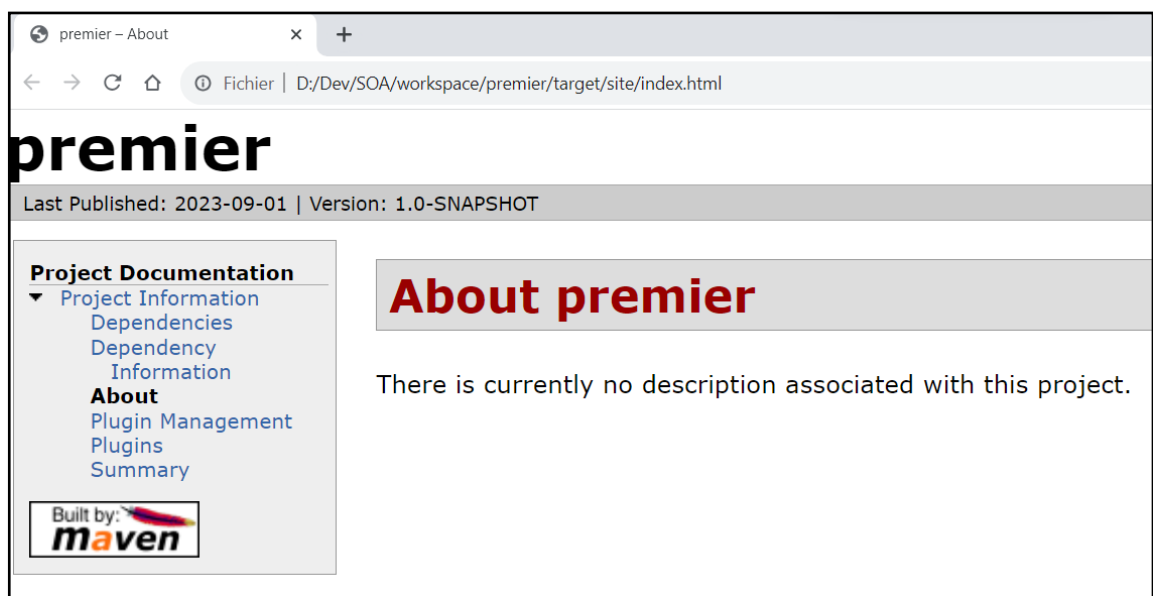 premier – About
Fichier | D:/Dev/SOA/workspace/premier/target/site/index.html
premier
Last Published: 2023-09-01 | Version: 1.0-SNAPSHOT
Project Documentation
Project Information
Dependencies
Dependency
Information
About
Plugin Management
Plugins
Summary
Built by:
maven
About premier
There is currently no description associated with this project.